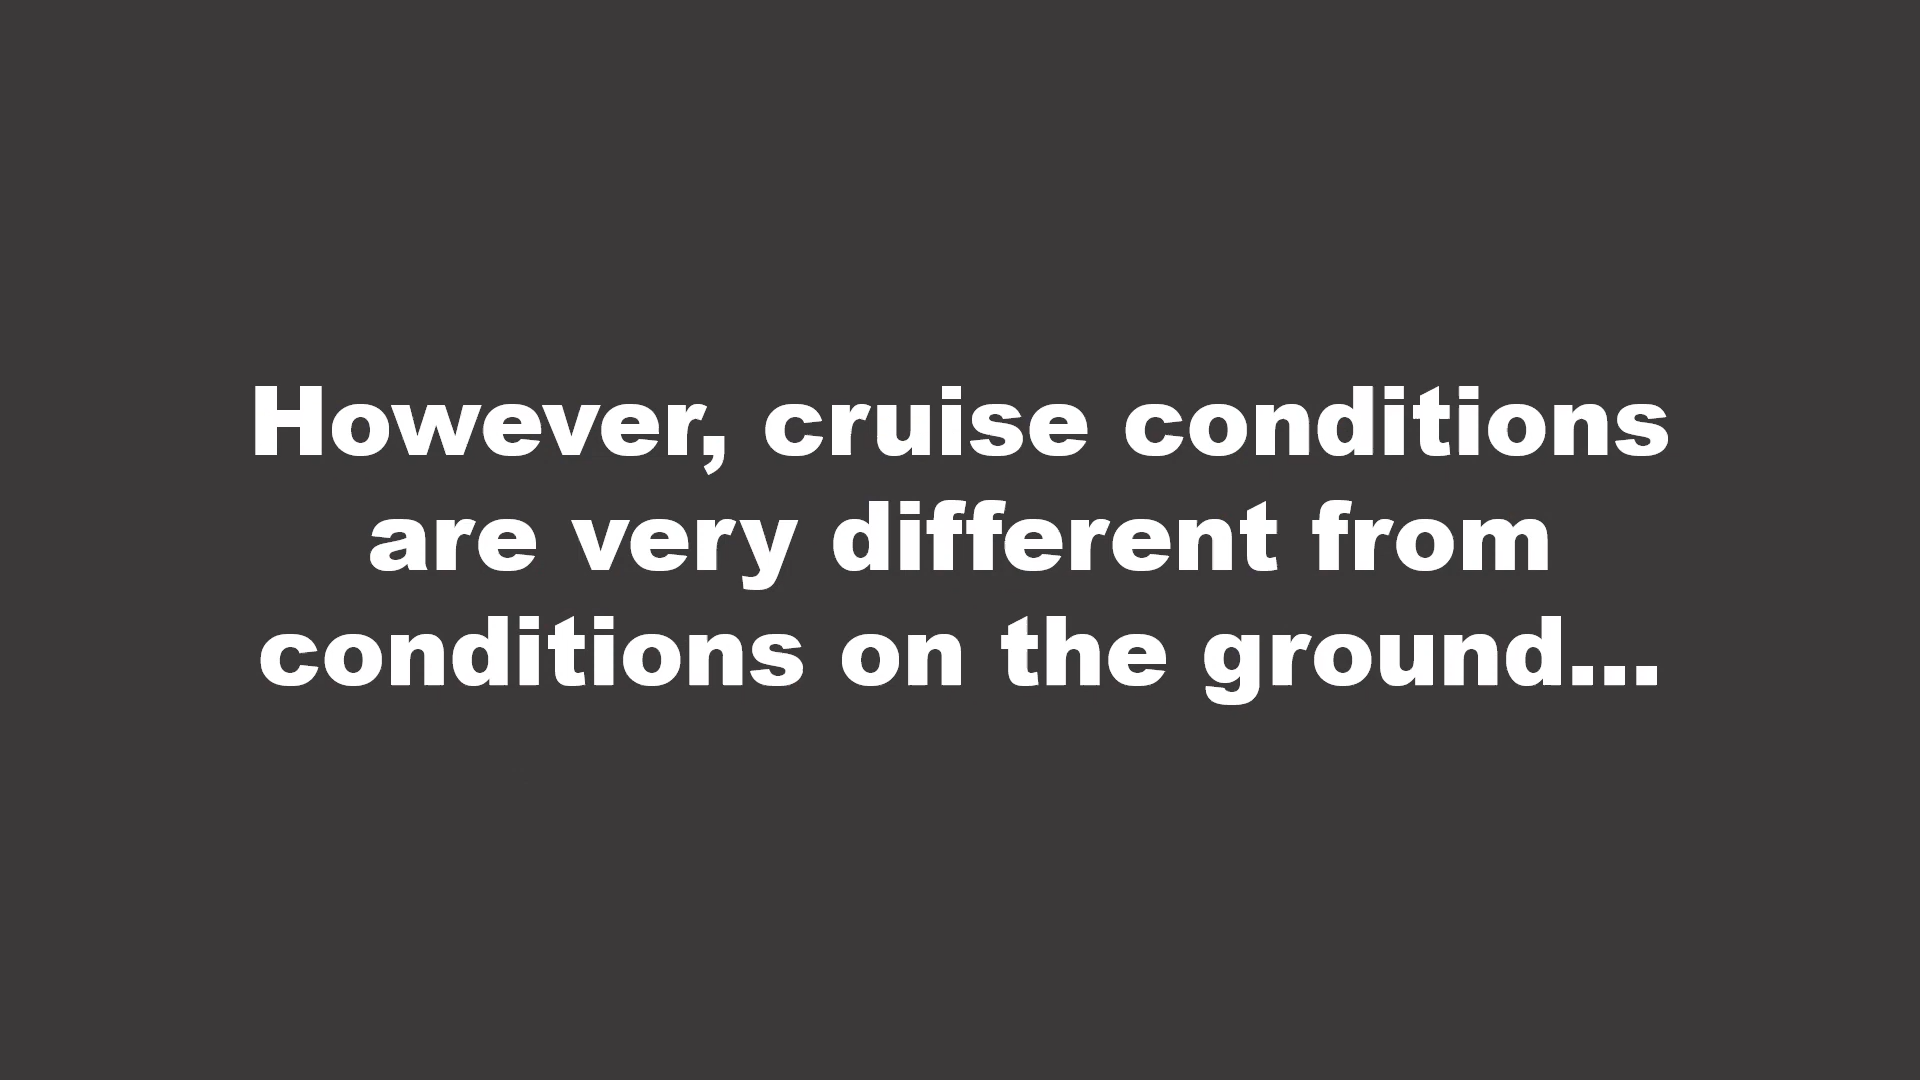 However, cruise conditions
are very different from
conditions on the ground...